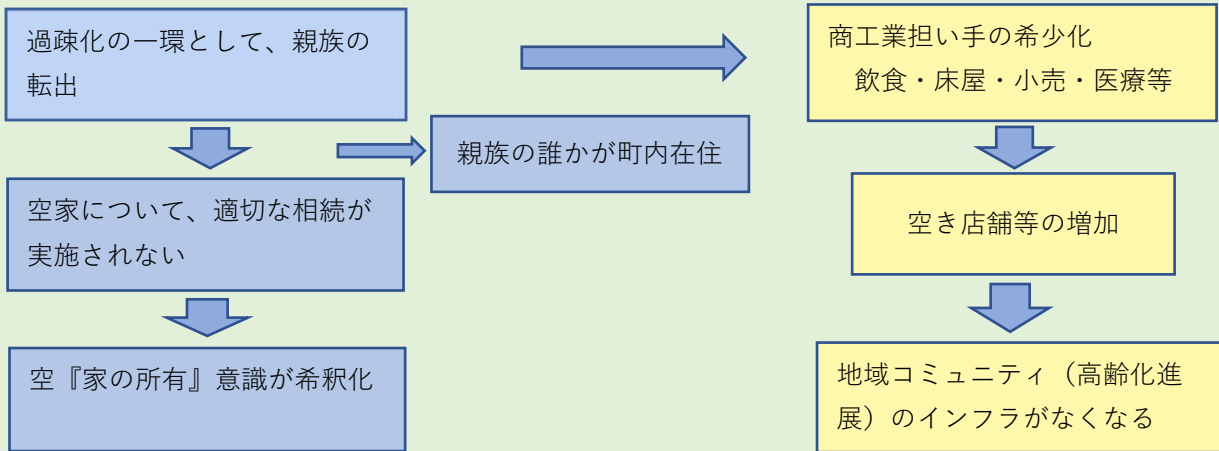 過疎化の一環として、親族の
転出
商工業担い手の希少化
飲食・床屋・小売・医療等
親族の誰かが町内在住
空家について、適切な相続が
実施されない
空き店舗等の増加
空『家の所有』意識が希釈化
地域コミュニティ（高齢化進
展）のインフラがなくなる